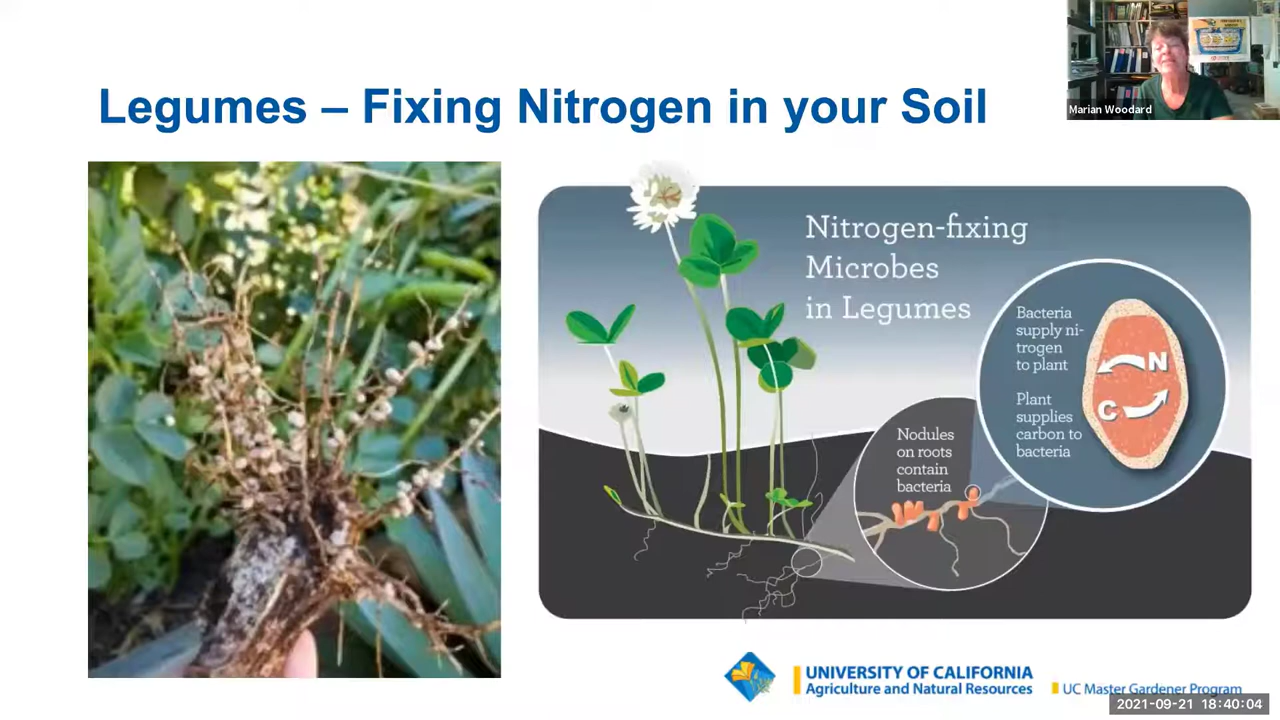 Legumes – Fixing Nitrogen in your Soil
Marian Woodard
Nitrogen-fixing
Microbes
in Legumes
Bacteria
supply ni-
trogen
to plant
Plant
supplies
carbon to
bacteria
N
C
Nodules
on roots
contain
bacteria
UNIVERSITY OF CALIFORNIA
Agriculture and Natural Resources
UC Master Gardener Program
2021-09-21 18:40:04